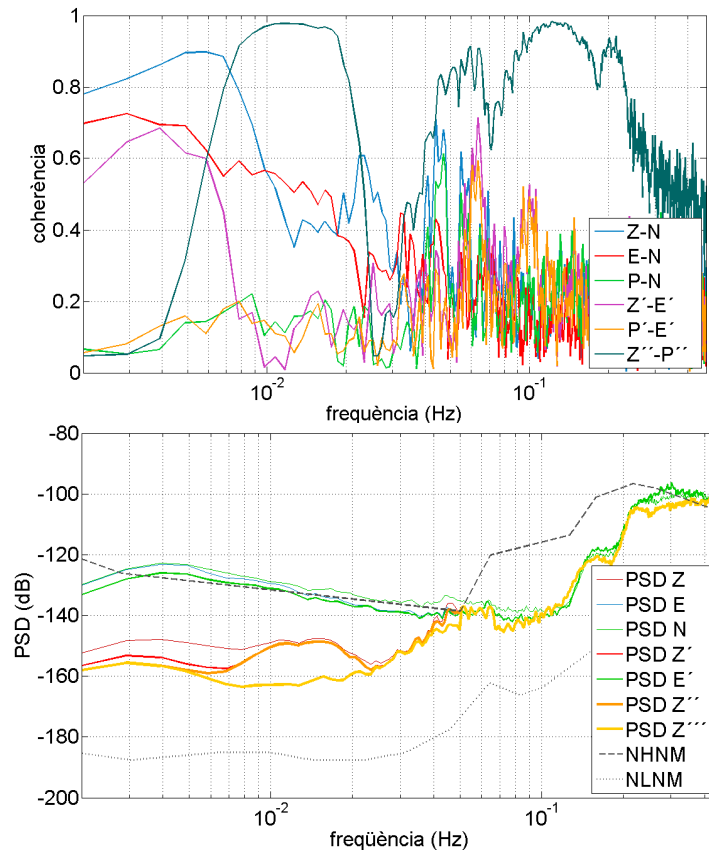 1
0.8
0.6
0.4
0.2
0
coherència
10⁻²
10⁻¹
freqüència (Hz)
Z-N
E-N
P-N
Z´-E´
P´-E´
Z´´-P´´
-80
-100
-120
-140
-160
-180
-200
PSD (dB)
10⁻²
10⁻¹
freqüència (Hz)
PSD Z
PSD E
PSD N
PSD Z´
PSD E´
PSD Z´´
PSD Z´´´
NHNM
NLNM